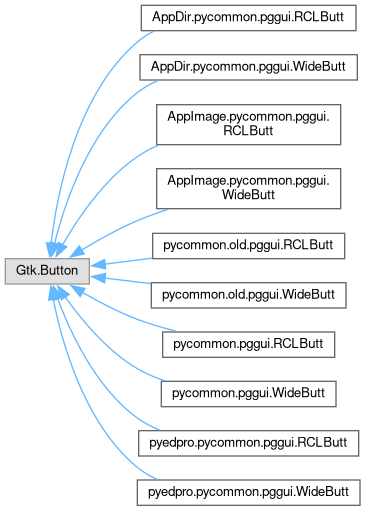 AppDir.pycommon.pggui.RCLButt
AppDir.pycommon.pggui.WideButt
AppImage.pycommon.pggui.
RCLButt
AppImage.pycommon.pggui.
WideButt
pycommon.old.pggui.RCLButt
Gtk.Button
pycommon.old.pggui.WideButt
pycommon.pggui.RCLButt
pycommon.pggui.WideButt
pyedpro.pycommon.pggui.RCLButt
pyedpro.pycommon.pggui.WideButt